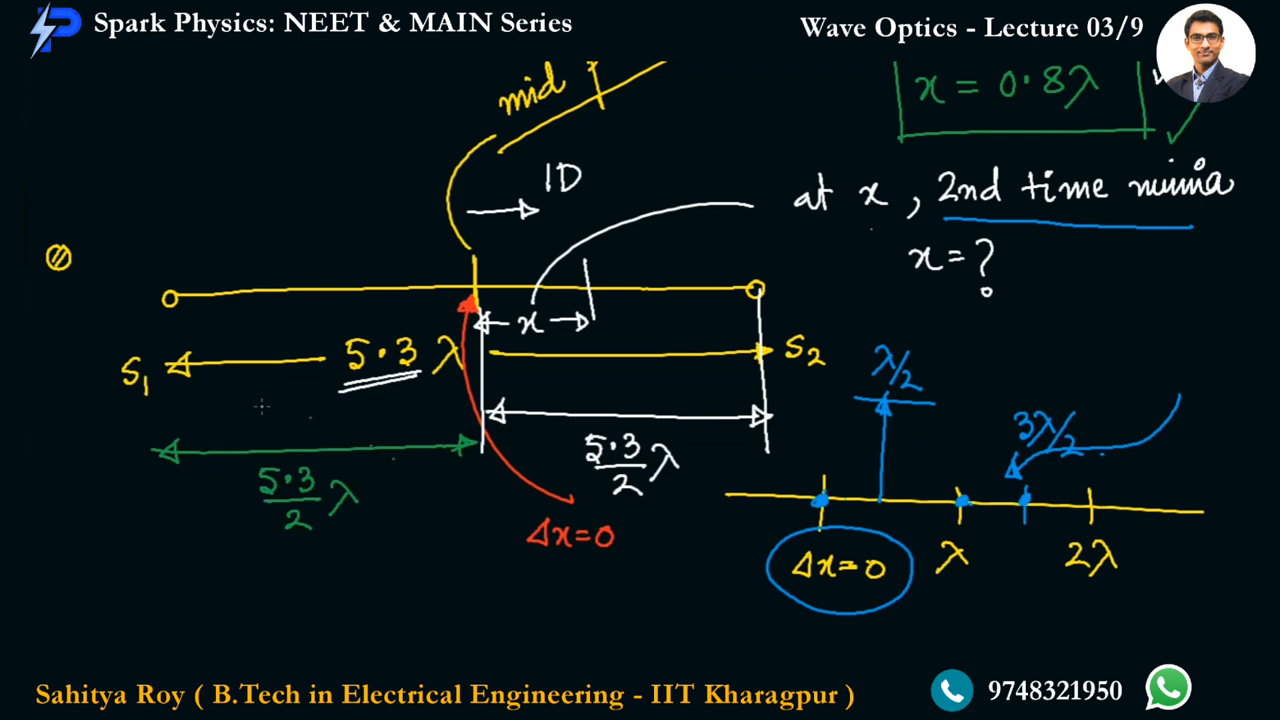 Spark Physics: NEET & MAIN Series
Wave Optics - Lecture 03/9
mid
x = 0.8λ
1D
at x , 2nd time minima
x = ?
x
S1
5.3 λ
S2
λ/2
3λ/2
5.3/2 λ
5.3/2 λ
Δx=0
Δx=0
λ
2λ
Sahitya Roy ( B.Tech in Electrical Engineering - IIT Kharagpur )
9748321950